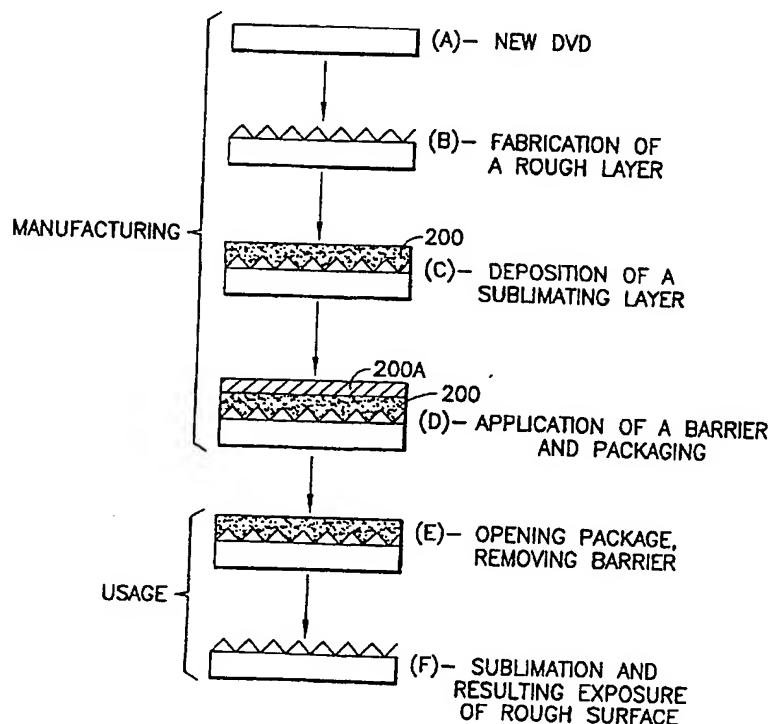 (A)- NEW DVD
(B)- FABRICATION OF
A ROUGH LAYER
MANUFACTURING
200
(C)- DEPOSITION OF A
SUBLIMATING LAYER
200A
200
(D)- APPLICATION OF A BARRIER
AND PACKAGING
(E)- OPENING PACKAGE,
REMOVING BARRIER
USAGE
(F)- SUBLIMATION AND
RESULTING EXPOSURE
OF ROUGH SURFACE